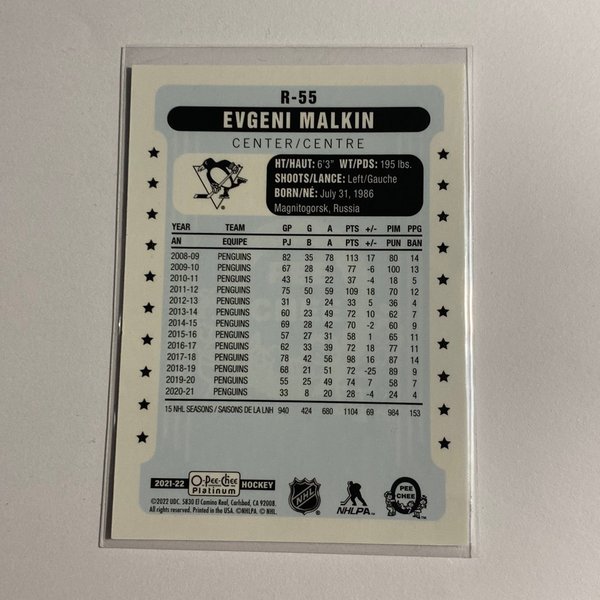 R-55
EVGENI MALKIN
CENTER/CENTRE
HT/HAUT: 6'3" WT/PDS: 195 lbs.
SHOOTS/LANCE: Left/Gauche
BORN/NÉ: July 31, 1986
Magnitogorsk, Russia
YEAR TEAM GP G A PTS +/- PIM PPG
AN EQUIPE PJ B A PTS +/- PUN BAN
2008-09 PENGUINS 82 35 78 113 17 80 14
2009-10 PENGUINS 67 28 49 77 -6 100 13
2010-11 PENGUINS 43 15 22 37 -4 18 5
2011-12 PENGUINS 75 50 59 109 18 70 12
2012-13 PENGUINS 31 9 24 33 5 36 4
2013-14 PENGUINS 60 23 49 72 10 62 7
2014-15 PENGUINS 69 28 42 70 -2 60 9
2015-16 PENGUINS 57 27 31 58 1 65 11
2016-17 PENGUINS 62 33 39 72 18 77 11
2017-18 PENGUINS 78 42 56 98 16 87 14
2018-19 PENGUINS 68 21 51 72 -25 89 7
2019-20 PENGUINS 55 25 49 74 7 58 7
2020-21 PENGUINS 33 8 20 28 -4 24 4
15 NHL SEASONS / SAISONS DE LA LNH 940 424 680 1104 69 984 153
2021-22 O-Pee-Chee Platinum HOCKEY
NHL
NHLPA™
O PEE CHEE
©2022 UDC. 5830 El Camino Real, Carlsbad, CA 92008.
All rights reserved. Printed in the USA. ©NHLPA. © NHL.